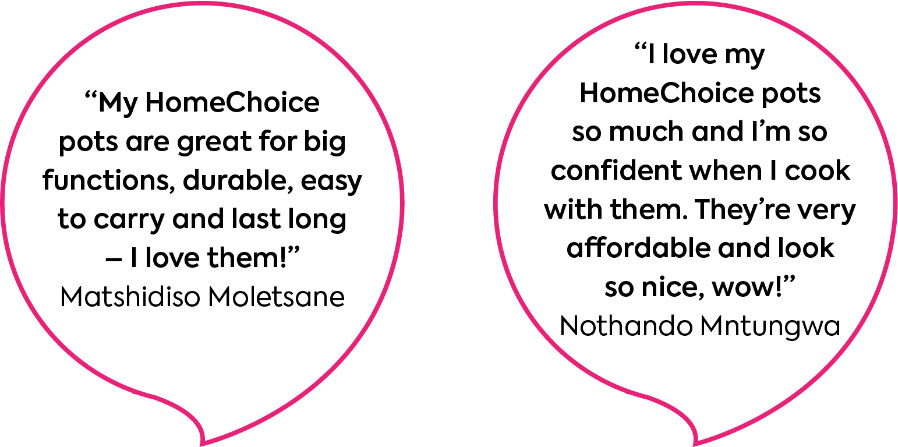 “My HomeChoice
pots are great for big
functions, durable, easy
to carry and last long
– I love them!”
Matshidiso Moletsane
“I love my
HomeChoice pots
so much and I’m so
confident when I cook
with them. They’re very
affordable and look
so nice, wow!”
Nothando Mntungwa